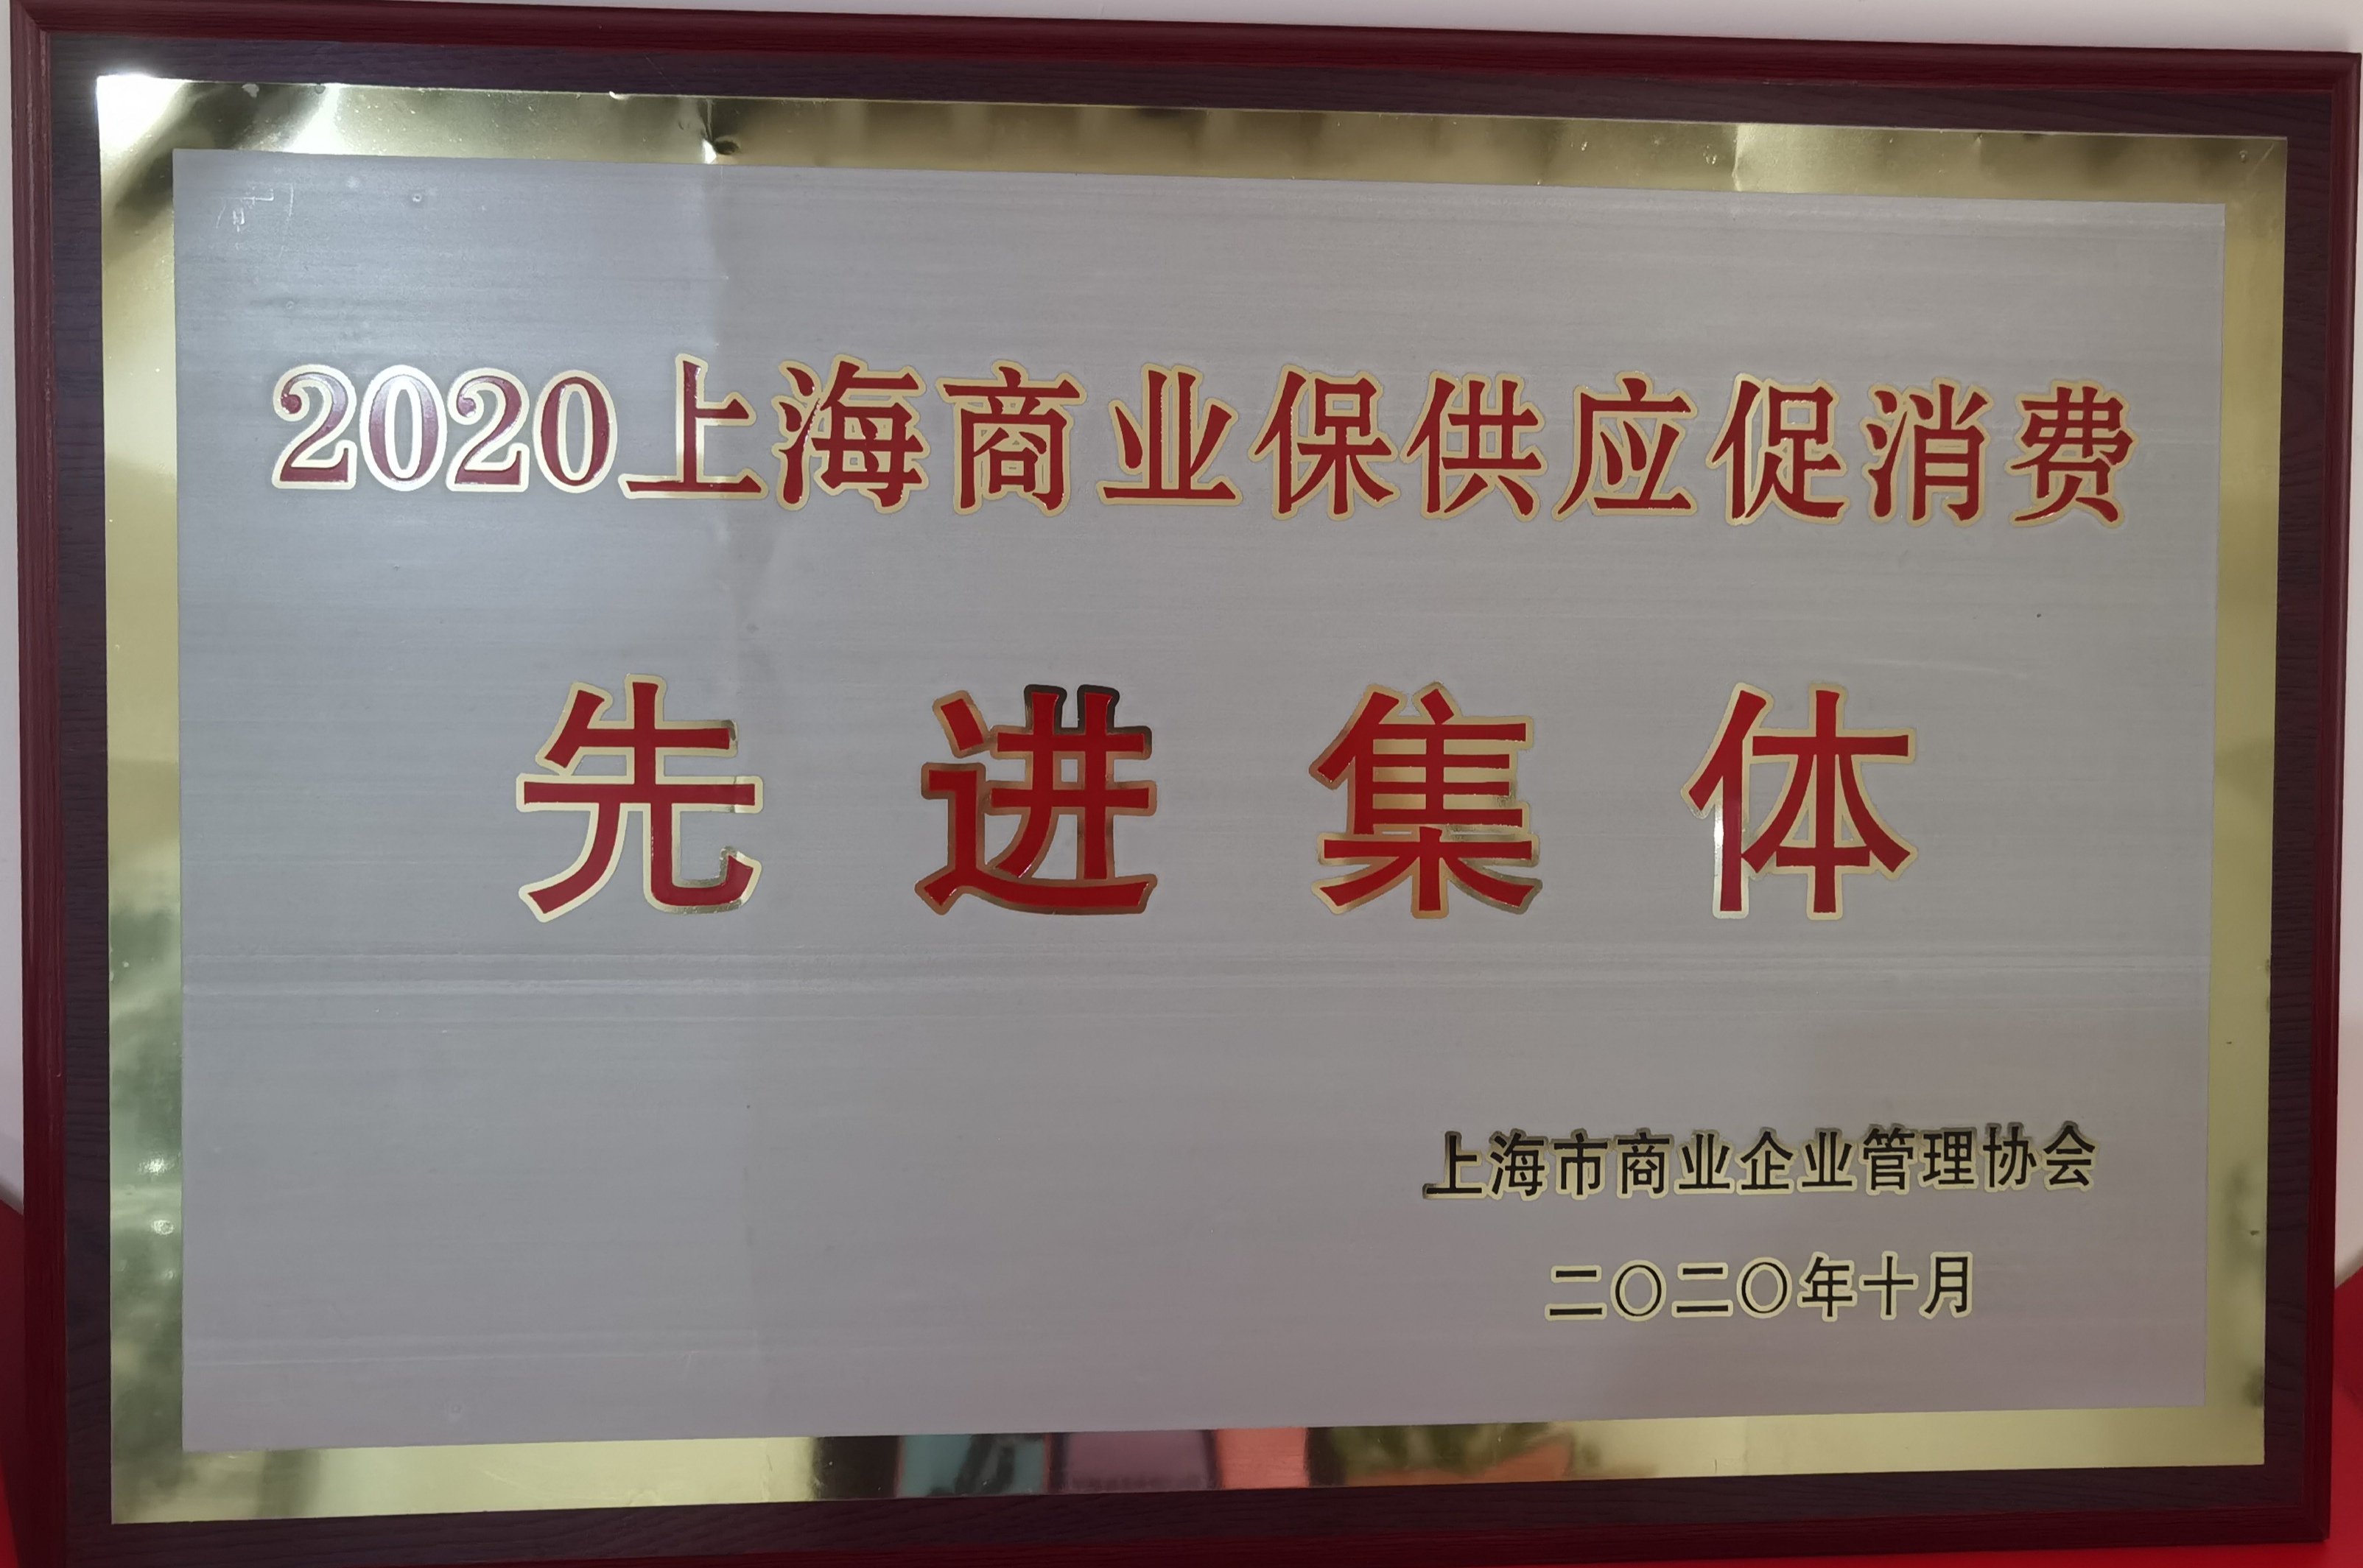 2020上海商业保供应促消费
先进集体
上海市商业企业管理协会
二〇二〇年十月